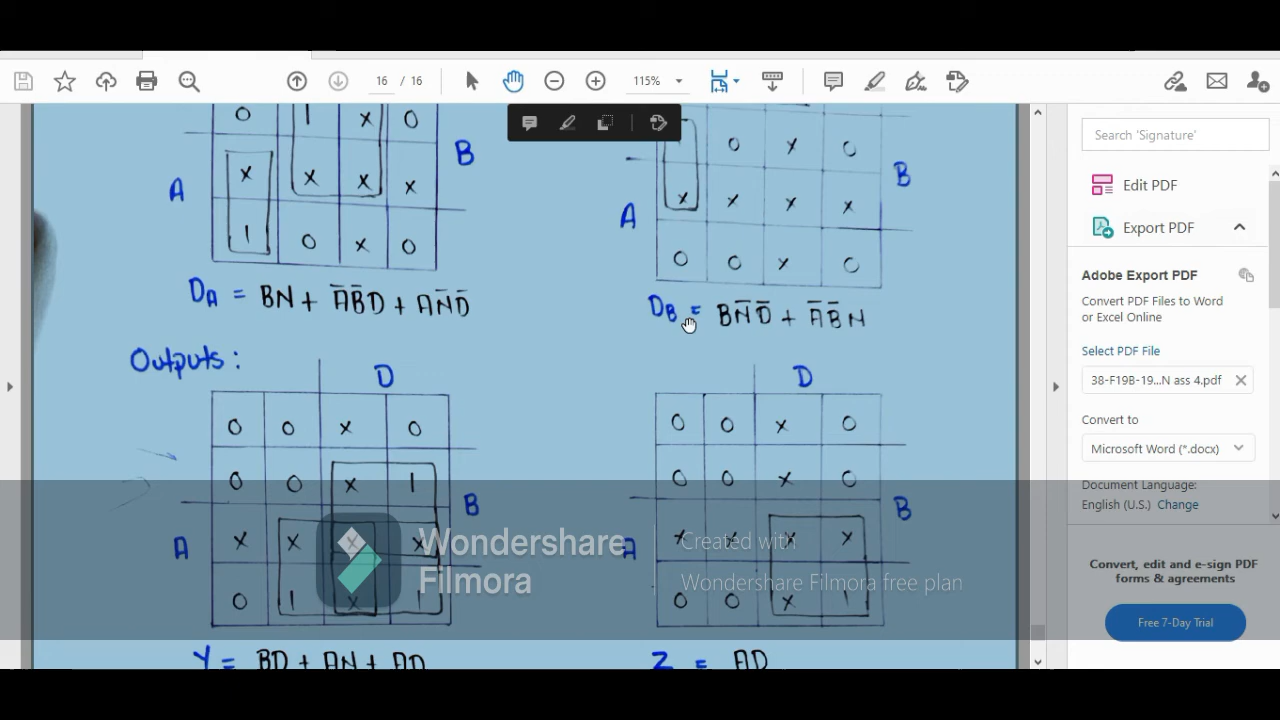 16 / 16
115%
Search 'Signature'
0 1 x 0
0 x 0
B
B
Edit PDF
x x x x
A
x x x x
A
Export PDF
1 0 x 0
0 0 x 0
Adobe Export PDF
Convert PDF Files to Word
or Excel Online
D_A = BN + A̅B̅D + AN̅D̅
D_B = BN̅D̅ + A̅B̅N
Select PDF File
38-F19B-19...N ass 4.pdf
Outputs :
D
D
Convert to
Microsoft Word (*.docx)
0 0 x 0
0 0 x 0
0 0 x 1
B
0 0 x 0
B
Document Language:
English (U.S.) Change
A
x x x x
A
x x x x
Wondershare
Filmora
Created with
Wondershare Filmora free plan
0 1 x 1
0 0 x 1
Convert, edit and e-sign PDF
forms & agreements
Free 7-Day Trial
Y = BD + AN + AD
Z = AD